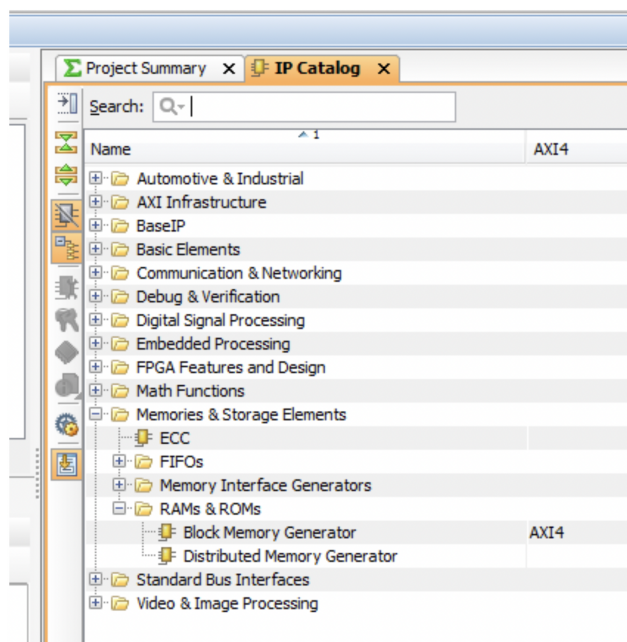 Project Summary X IP Catalog X
Search:
1
Name AXI4
Automotive & Industrial
AXI Infrastructure
BaseIP
Basic Elements
Communication & Networking
Debug & Verification
Digital Signal Processing
Embedded Processing
FPGA Features and Design
Math Functions
Memories & Storage Elements
ECC
FIFOs
Memory Interface Generators
RAMs & ROMs
Block Memory Generator AXI4
Distributed Memory Generator
Standard Bus Interfaces
Video & Image Processing